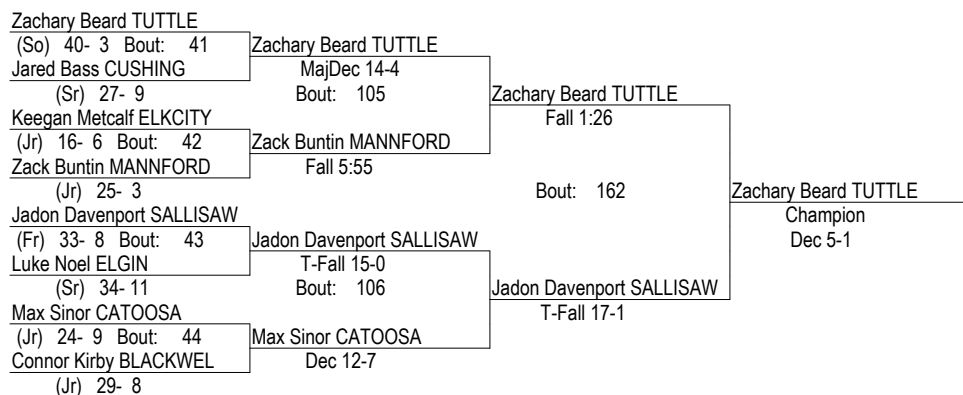 Zachary Beard TUTTLE
(So) 40- 3 Bout: 41
Jared Bass CUSHING
(Sr) 27- 9
Keegan Metcalf ELKCITY
(Jr) 16- 6 Bout: 42
Zack Buntin MANNFORD
(Jr) 25- 3
Jadon Davenport SALLISAW
(Fr) 33- 8 Bout: 43
Luke Noel ELGIN
(Sr) 34- 11
Max Sinor CATOOSA
(Jr) 24- 9 Bout: 44
Connor Kirby BLACKWEL
(Jr) 29- 8
Zachary Beard TUTTLE
MajDec 14-4
Bout: 105
Zack Buntin MANNFORD
Fall 5:55
Jadon Davenport SALLISAW
T-Fall 15-0
Bout: 106
Max Sinor CATOOSA
Dec 12-7
Zachary Beard TUTTLE
Fall 1:26
Bout: 162
Jadon Davenport SALLISAW
T-Fall 17-1
Zachary Beard TUTTLE
Champion
Dec 5-1